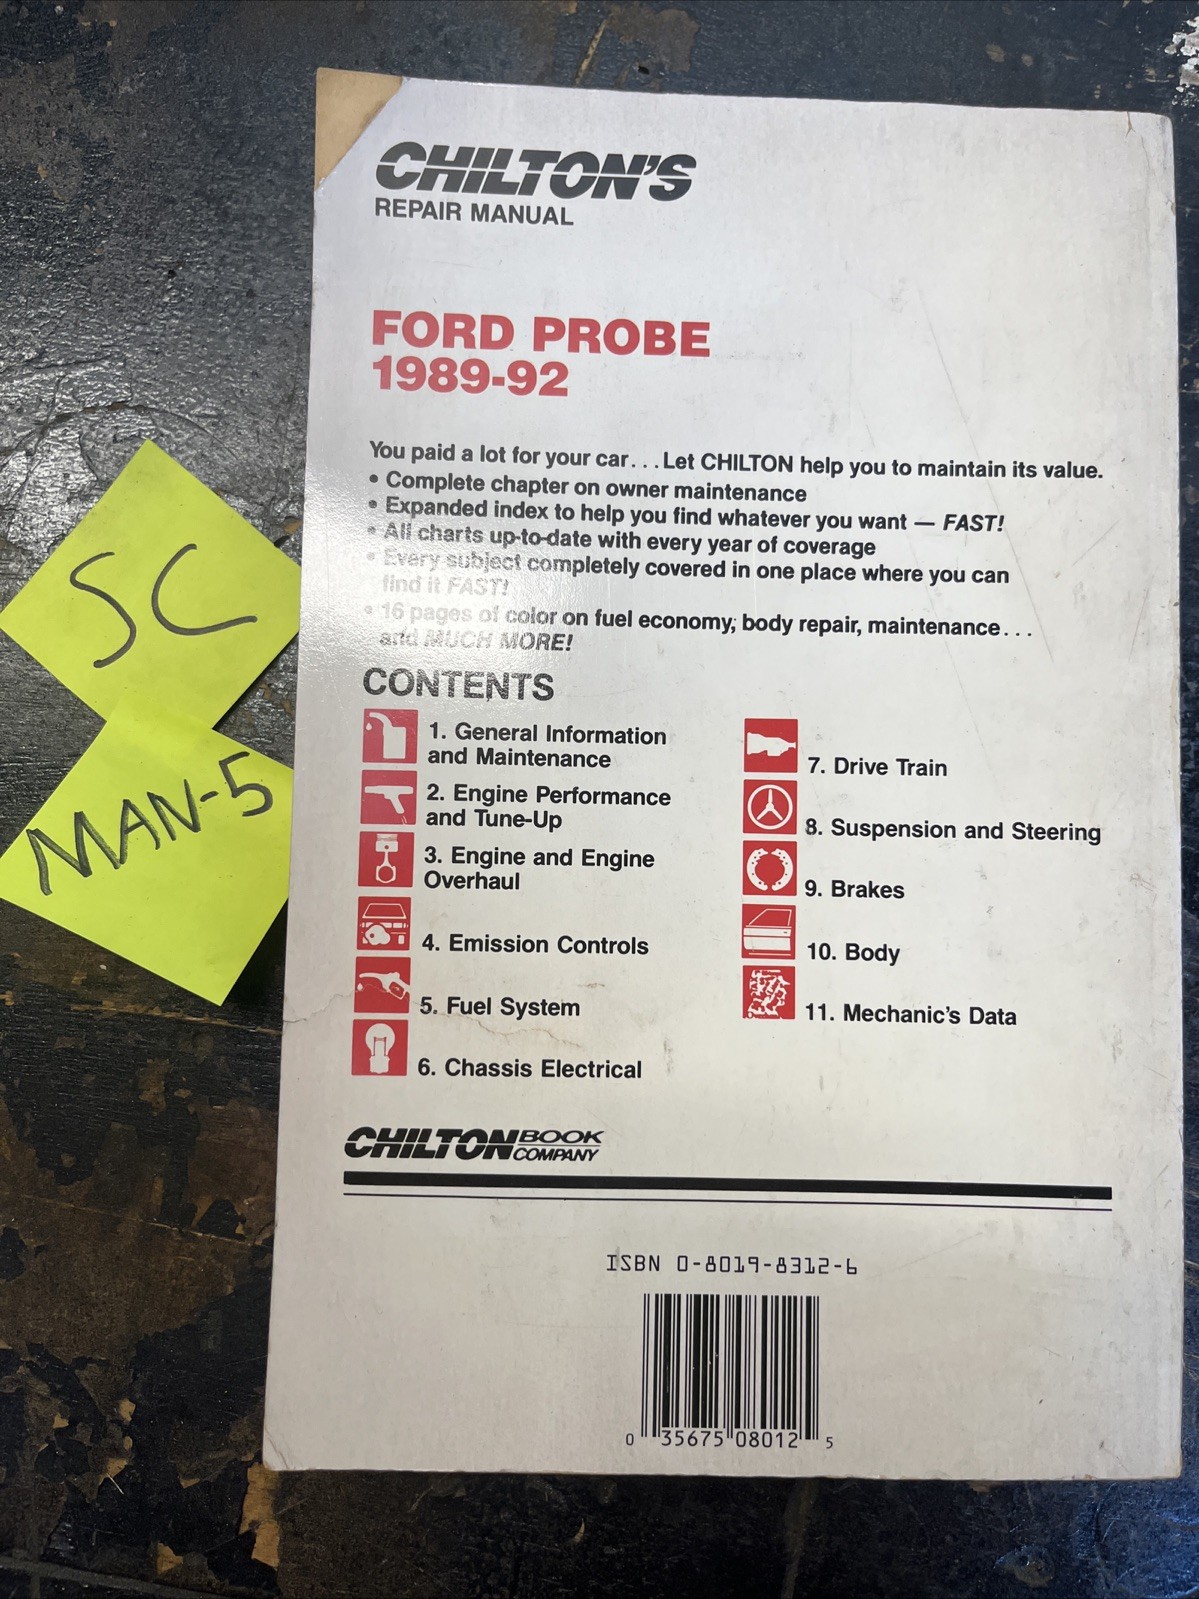 CHILTON'S
REPAIR MANUAL
FORD PROBE
1989-92
You paid a lot for your car...Let CHILTON help you to maintain its value.
• Complete chapter on owner maintenance
• Expanded index to help you find whatever you want — FAST!
• All charts up-to-date with every year of coverage
• Every subject completely covered in one place where you can
find it FAST!
• 16 pages of color on fuel economy, body repair, maintenance...
and MUCH MORE!
CONTENTS
1. General Information
and Maintenance
2. Engine Performance
and Tune-Up
3. Engine and Engine
Overhaul
4. Emission Controls
5. Fuel System
6. Chassis Electrical
7. Drive Train
8. Suspension and Steering
9. Brakes
10. Body
11. Mechanic's Data
CHILTON BOOK
COMPANY
ISBN 0-8019-8312-6
0 35675 08012 5
SC
MAN-5